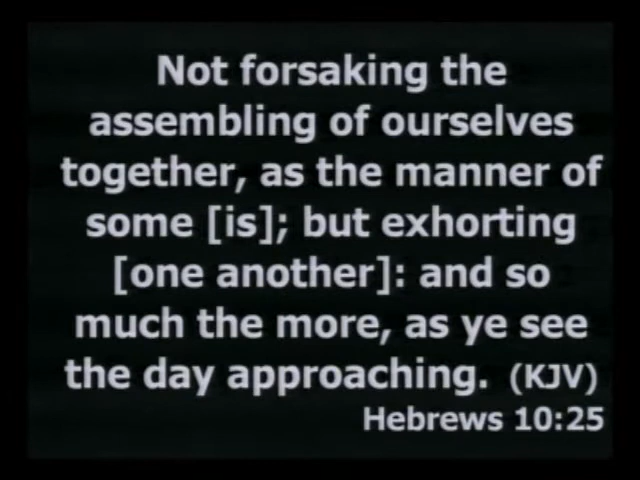 Not forsaking the
assembling of ourselves
together, as the manner of
some [is]; but exhorting
[one another]: and so
much the more, as ye see
the day approaching. (KJV)
Hebrews 10:25